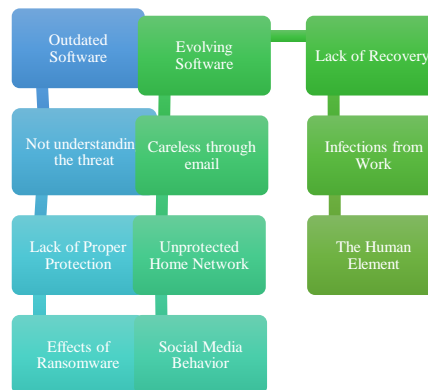 Outdated
Software
Not understandin
the threat
Lack of Proper
Protection
Effects of
Ransomware
Evolving
Software
Careless through
email
Unprotected
Home Network
Social Media
Behavior
Lack of Recovery
Infections from
Work
The Human
Element